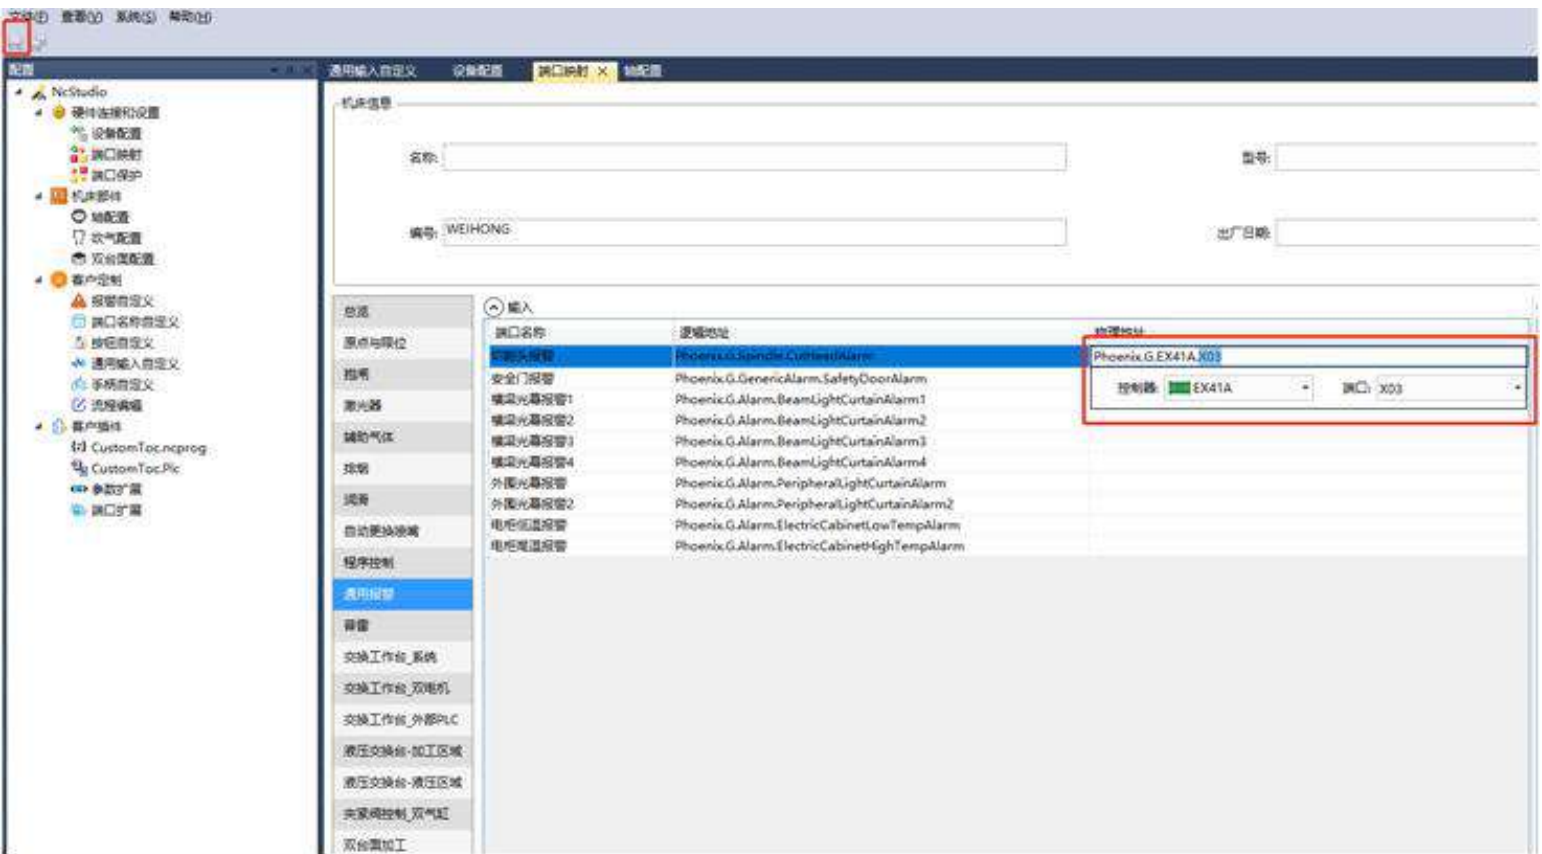 文件(F) 查看(V) 系统(S) 帮助(H)
配置
通用输入自定义 设备配置 端口映射 × 轴配置
NcStudio
硬件连接和设置
设备配置
端口映射
端口保护
机床部件
轴配置
吹气配置
双台面配置
客户定制
报警自定义
端口名称自定义
按钮自定义
通用输入自定义
手柄自定义
流程编辑
客户插件
CustomToc.ncprog
CustomToc.Plc
参数扩展
端口扩展
机床信息
名称: 型号:
编号: WEIHONG 出厂日期:
总览
原点与限位
抱闸
激光器
辅助气体
排烟
润滑
自动更换喷嘴
程序控制
通用报警
交换工作台_系统
交换工作台_双电机
交换工作台_外部PLC
液压交换台-加工区域
液压交换台-液压区域
夹紧阀控制_双气缸
双台面加工
输入
端口名称 逻辑地址 物理地址
切割头报警 Phoenix.G.Spindle.CutHeadAlarm Phoenix.G.EX41A.X03
控制器: EX41A 端口: X03
安全门报警 Phoenix.G.GenericAlarm.SafetyDoorAlarm
横梁光幕报警1 Phoenix.G.Alarm.BeamLightCurtainAlarm1
横梁光幕报警2 Phoenix.G.Alarm.BeamLightCurtainAlarm2
横梁光幕报警3 Phoenix.G.Alarm.BeamLightCurtainAlarm3
横梁光幕报警4 Phoenix.G.Alarm.BeamLightCurtainAlarm4
外围光幕报警 Phoenix.G.Alarm.PeripheralLightCurtainAlarm
外围光幕报警2 Phoenix.G.Alarm.PeripheralLightCurtainAlarm2
电柜低温报警 Phoenix.G.Alarm.ElectricCabinetLowTempAlarm
电柜高温报警 Phoenix.G.Alarm.ElectricCabinetHighTempAlarm